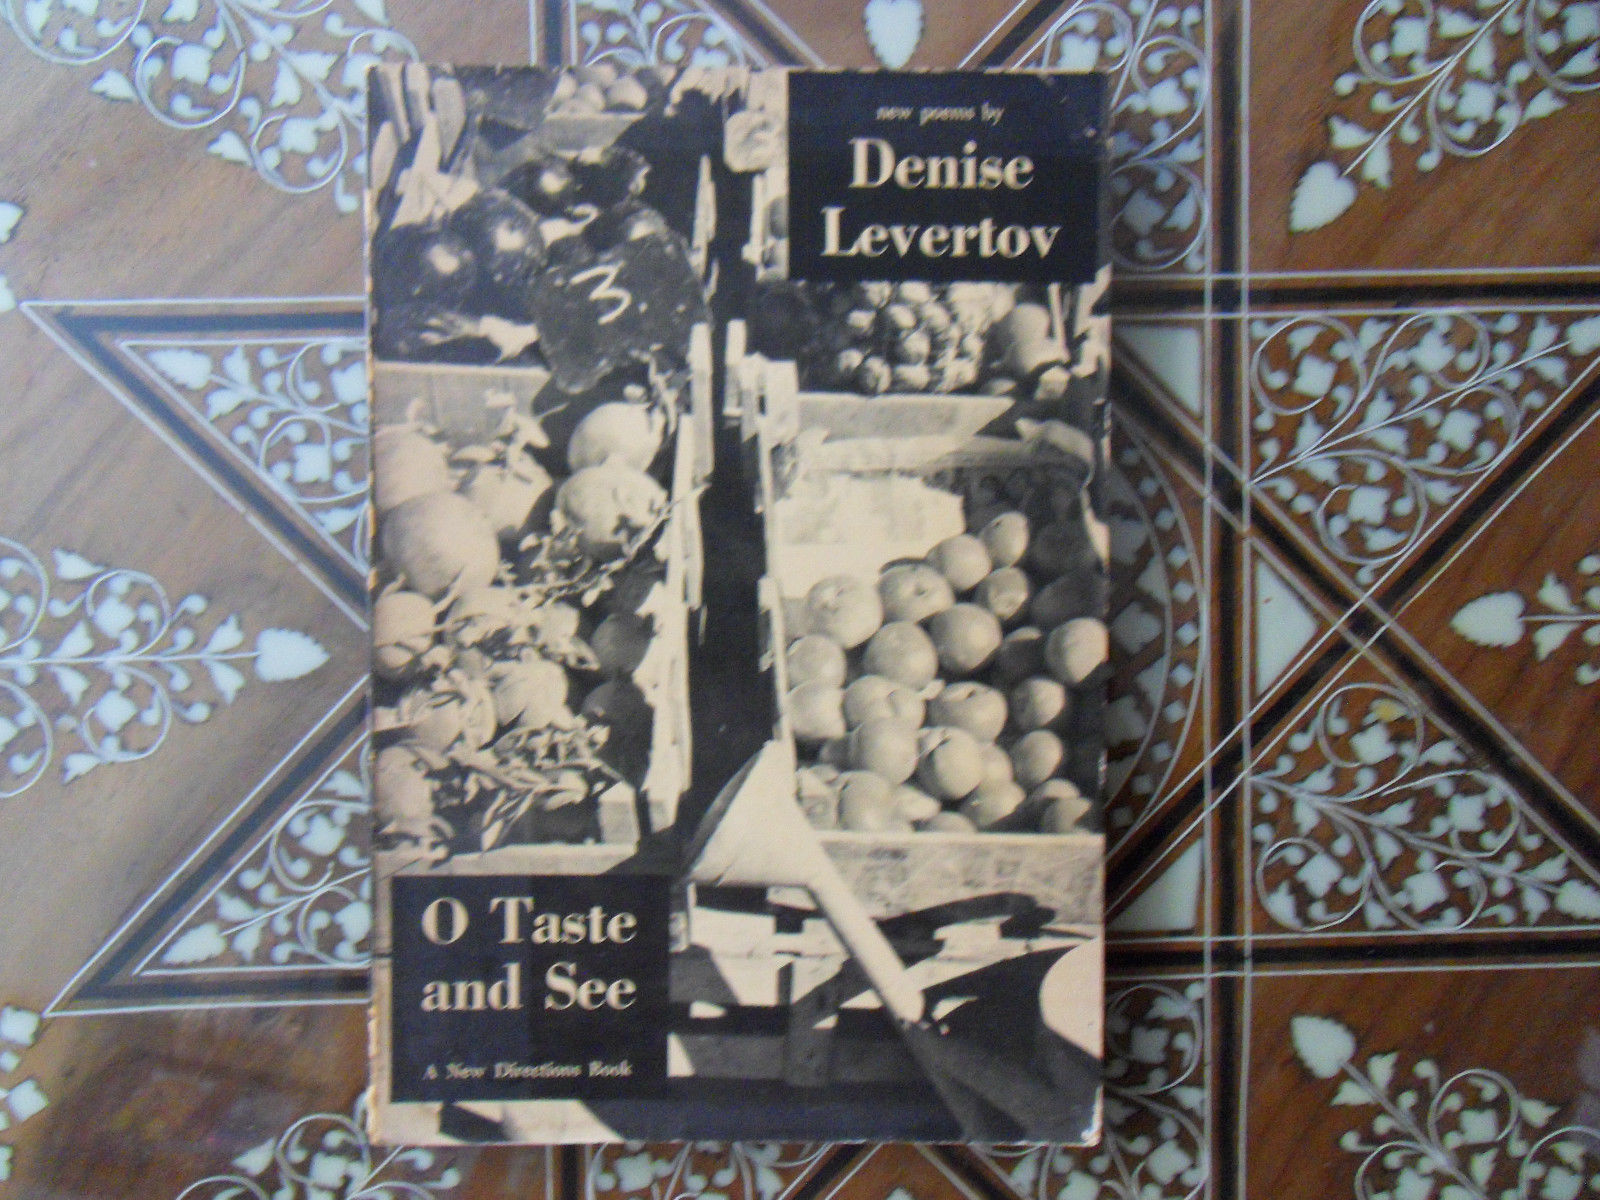 new poems by
Denise
Levertov
3
O Taste
and See
A New Directions Book